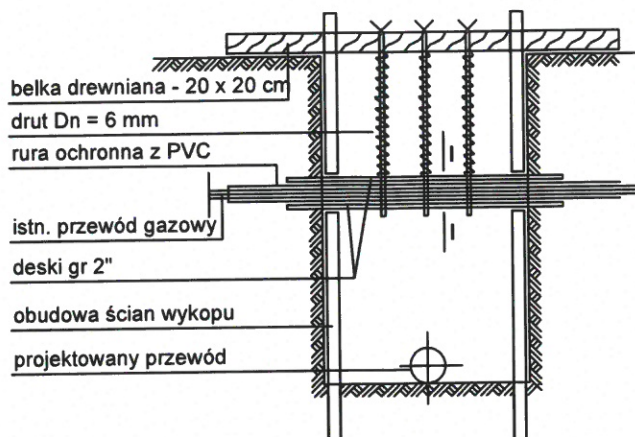 belka drewniana - 20 x 20 cm
drut Dn = 6 mm
rura ochronna z PVC
istn. przewód gazowy
deski gr 2"
obudowa ścian wykopu
projektowany przewód
I
I